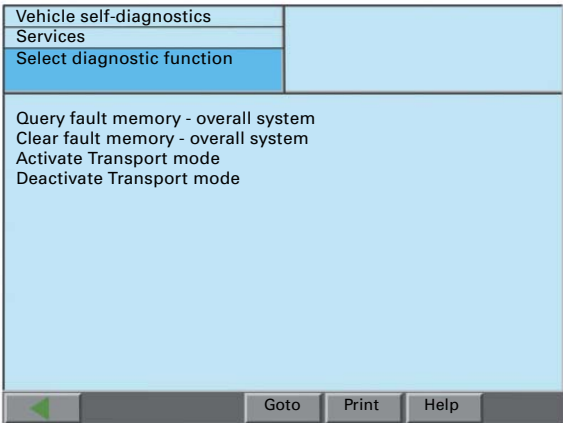 Vehicle self-diagnostics
Services
Select diagnostic function
Query fault memory - overall system
Clear fault memory - overall system
Activate Transport mode
Deactivate Transport mode
Goto Print Help